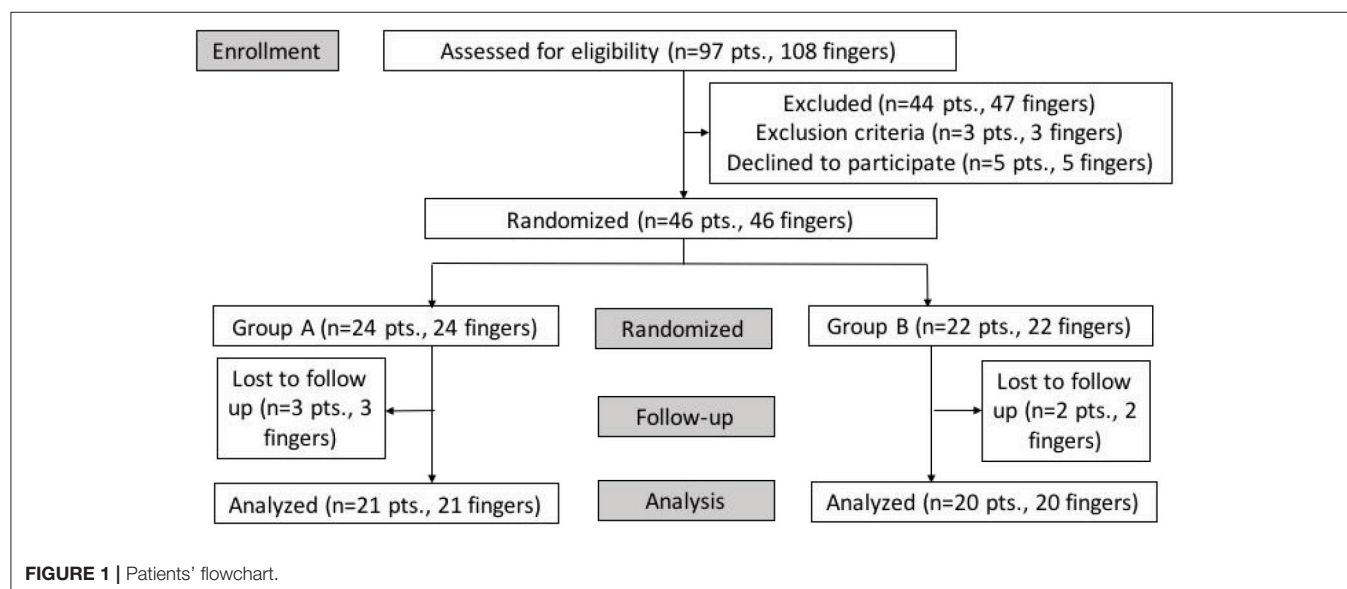 Enrollment
Assessed for eligibility (n=97 pts., 108 fingers)
Excluded (n=44 pts., 47 fingers)
Exclusion criteria (n=3 pts., 3 fingers)
Declined to participate (n=5 pts., 5 fingers)
Randomized (n=46 pts., 46 fingers)
Group A (n=24 pts., 24 fingers)
Randomized
Group B (n=22 pts., 22 fingers)
Lost to follow
up (n=3 pts., 3
fingers)
Follow-up
Lost to follow
up (n=2 pts., 2
fingers)
Analyzed (n=21 pts., 21 fingers)
Analysis
Analyzed (n=20 pts., 20 fingers)
FIGURE 1 | Patients’ flowchart.